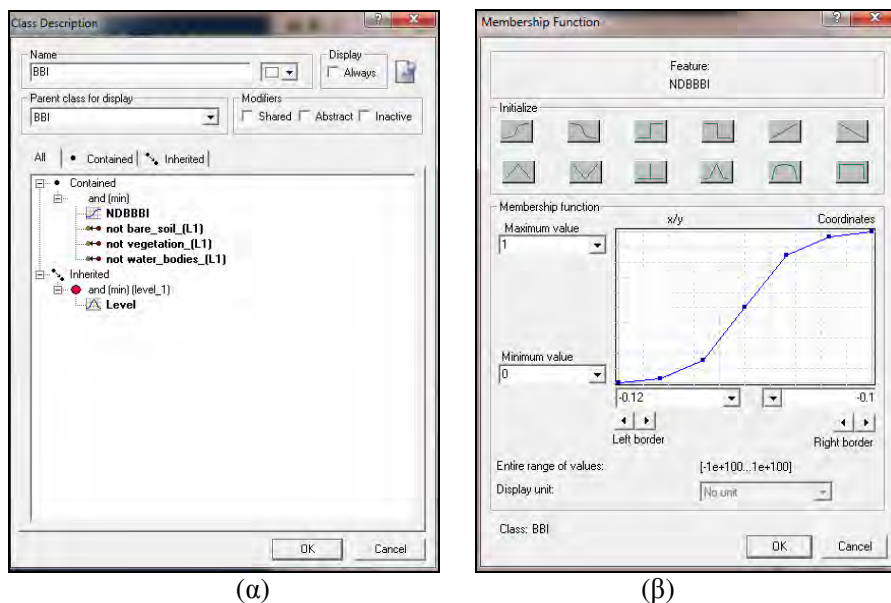 Class Description
Name
BBI
Display
Always
Parent class for display
BBI
Modifiers
Shared Abstract Inactive
All Contained Inherited
Contained
and (min)
NDBBBI
not bare_soil_(L1)
not vegetation_(L1)
not water_bodies_(L1)
Inherited
and (min) (level_1)
Level
OK Cancel
(α)
Membership Function
Feature:
NDBBBI
Initialize
Membership function
x/y Coordinates
Maximum value
1
Minimum value
0
-0.12 -0.1
Left border Right border
Entire range of values: [-1e+100...1e+100]
Display unit: No unit
Class: BBI
OK Cancel
(β)